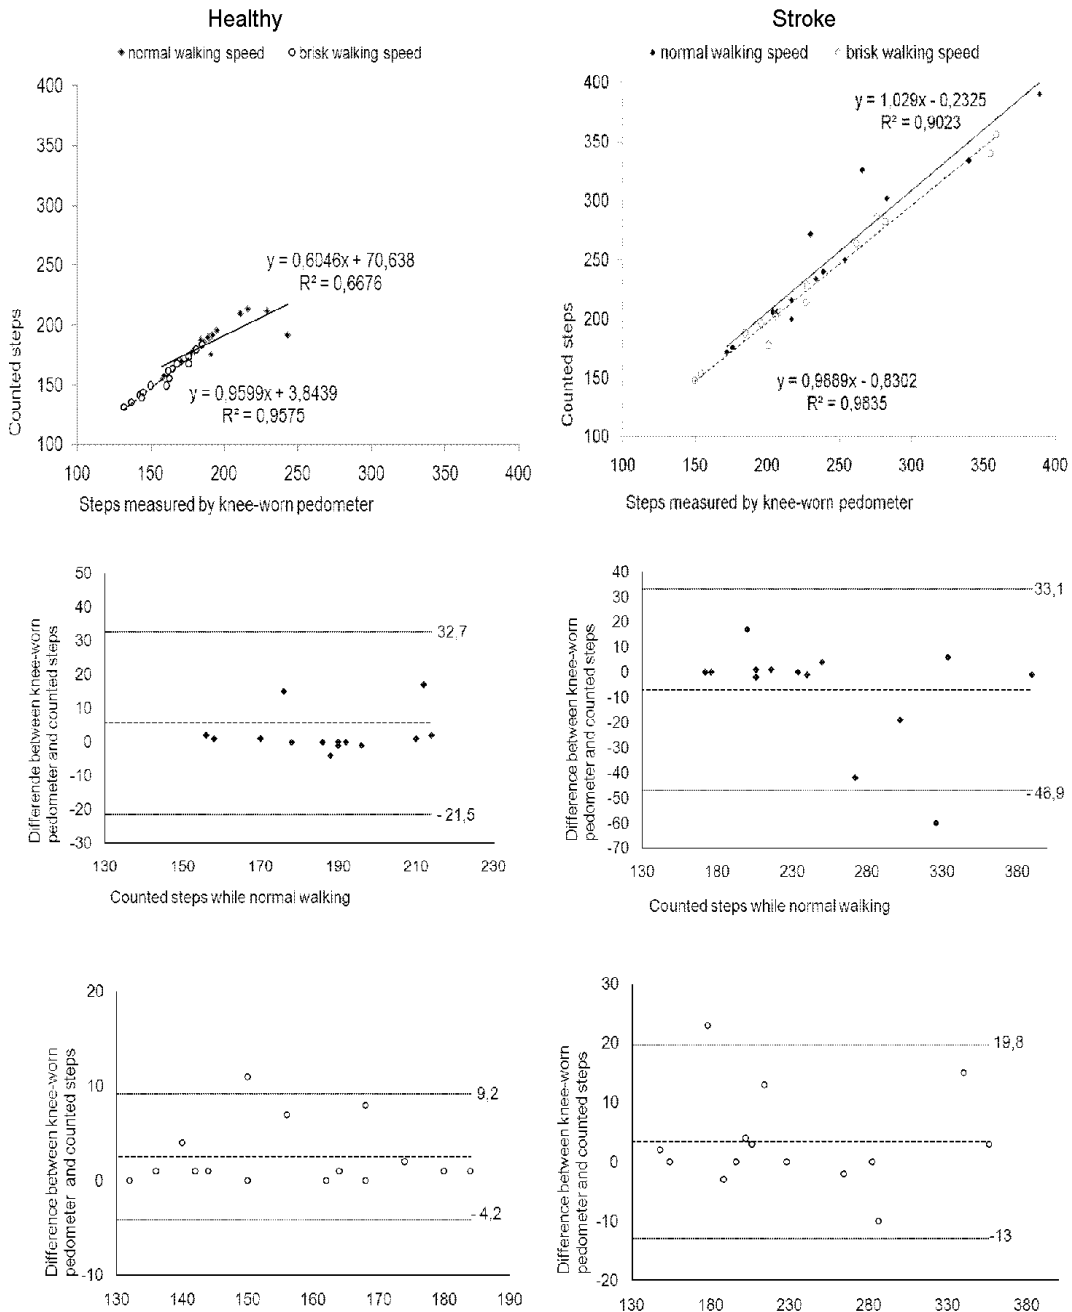 Healthy
normal walking speed brisk walking speed
400
350
300
250
200
150
100
y = 0,6046x + 70,638
R² = 0,6676
y = 0,9599x + 3,8439
R² = 0,9575
Counted steps
100 150 200 250 300 350 400
Steps measured by knee-worn pedometer
Stroke
normal walking speed brisk walking speed
400
350
300
250
200
150
100
y = 1,029x - 0,2325
R² = 0,9023
y = 0,9889x - 0,8302
R² = 0,9835
Counted steps
100 150 200 250 300 350 400
Steps measured by knee-worn pedometer
50
40
30
20
10
0
-10
-20
-30
32,7
- 21,5
Differende between knee-worn
pedometer and counted steps
130 150 170 190 210 230
Counted steps while normal walking
40
30
20
10
0
-10
-20
-30
-40
-50
-60
-70
33,1
- 46,9
Difference between knee-worn
pedometer and counted steps
130 180 230 280 330 380
Counted steps while normal walking
20
10
0
-10
9,2
- 4,2
Difference between knee-worn
pedometer and counted steps
130 140 150 160 170 180 190
30
20
10
0
-10
-20
19,8
-13
Difference between knee-worn
pedometer and counted steps
130 180 230 280 330 380